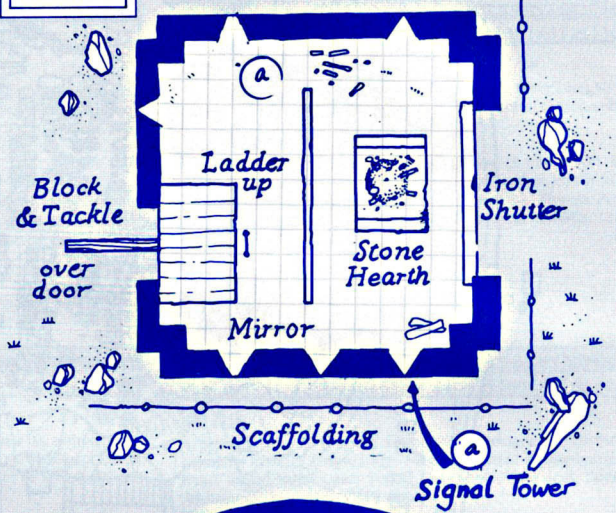 a
Ladder
up
Block
& Tackle
over
door
Iron
Shutter
Stone
Hearth
Mirror
Scaffolding
a
Signal Tower